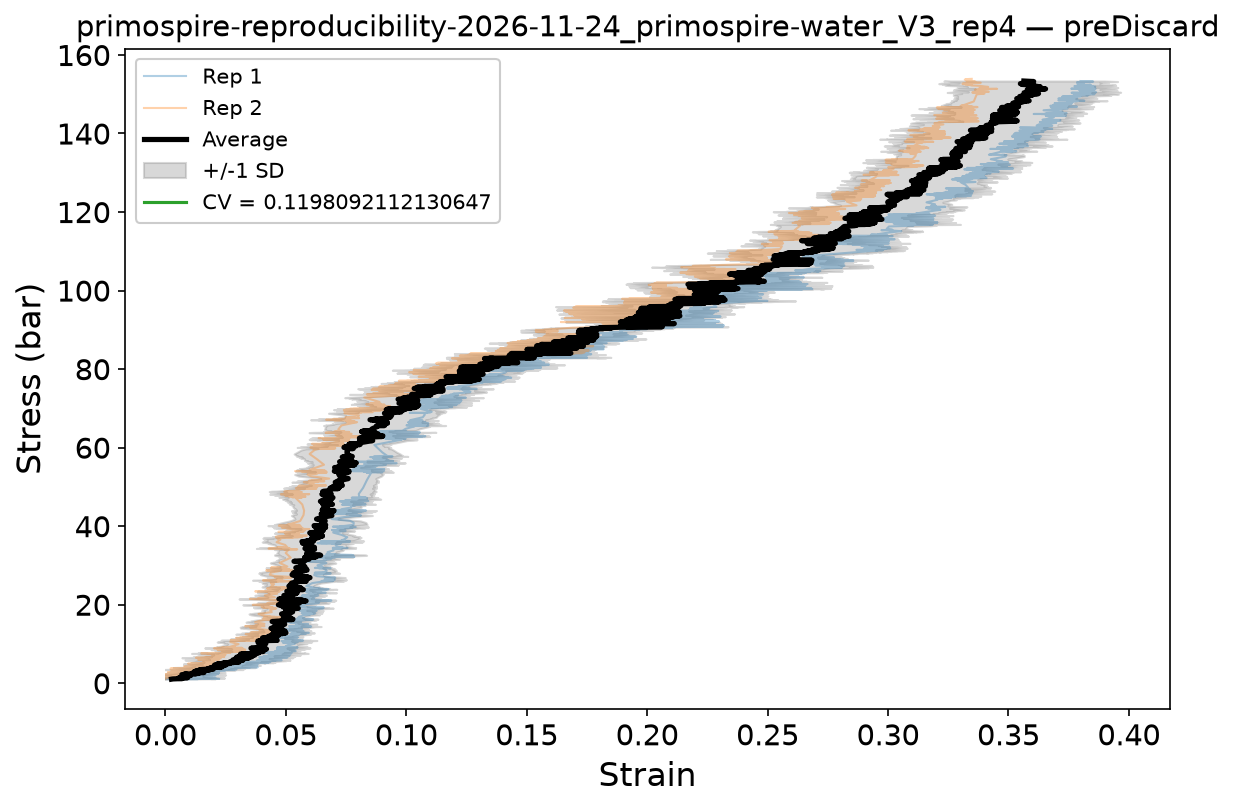 primospire-reproducibility-2026-11-24_primospire-water_V3_rep4 — preDiscard
Rep 1
Rep 2
Average
+/-1 SD
CV = 0.1198092112130647
Stress (bar)
160
140
120
100
80
60
40
20
0
0.00 0.05 0.10 0.15 0.20 0.25 0.30 0.35 0.40
Strain